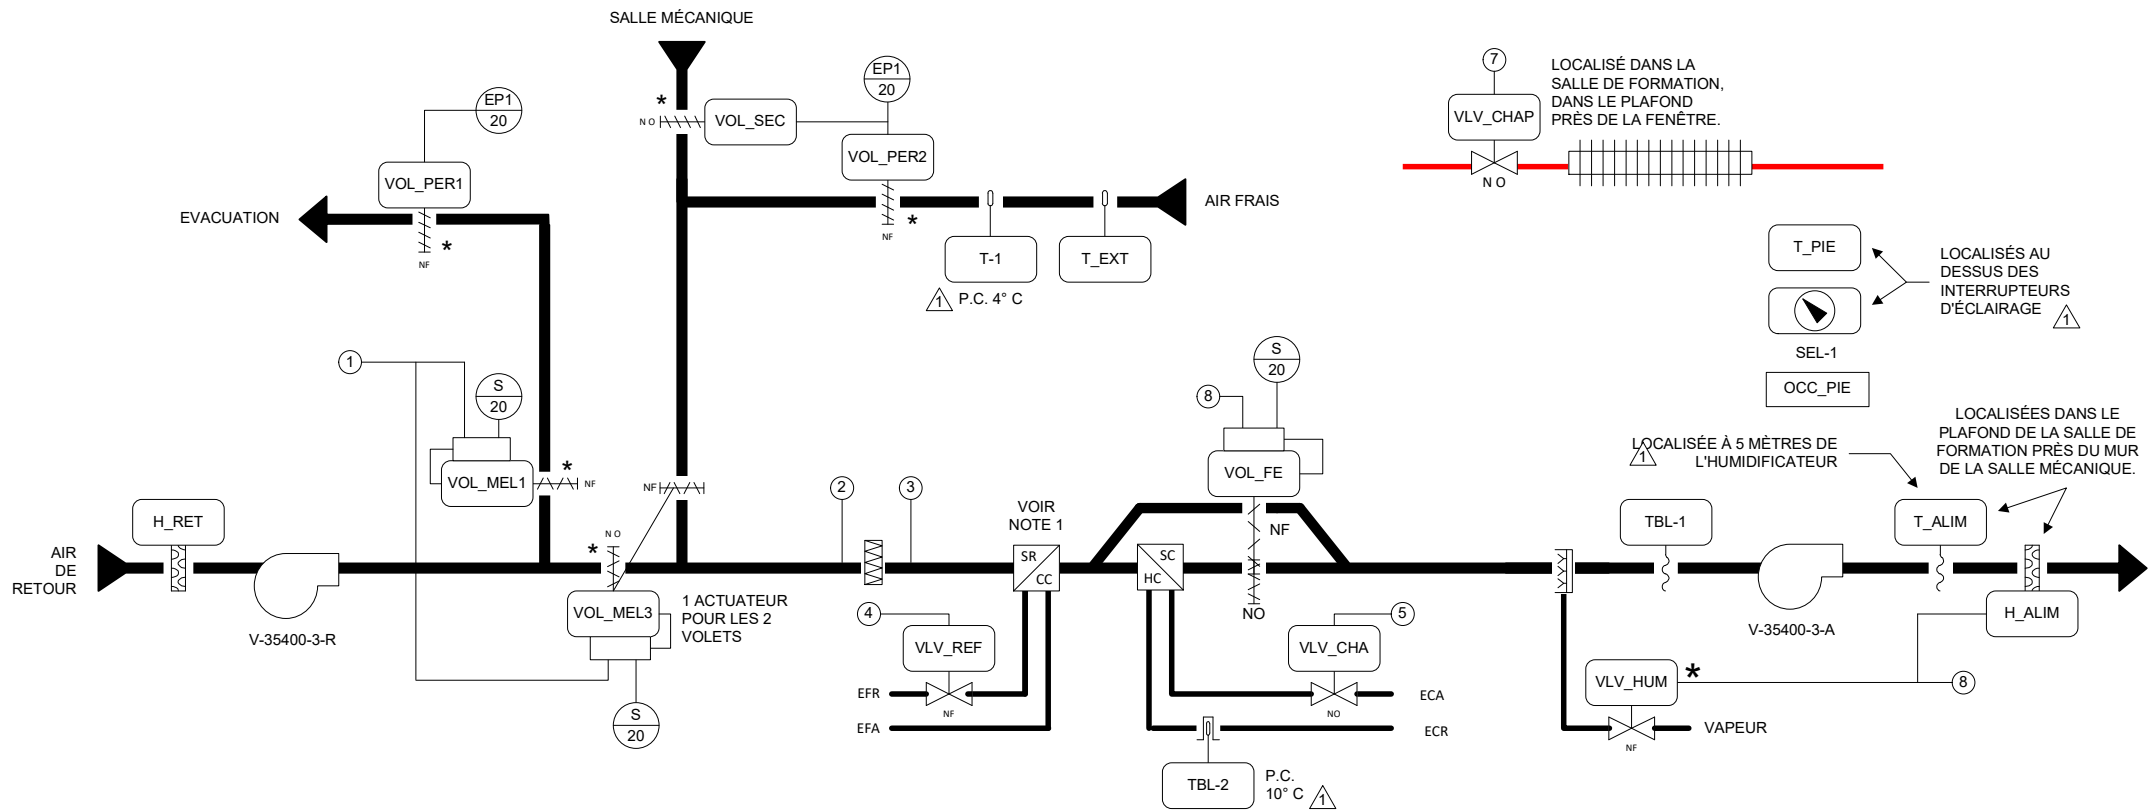 SALLE MÉCANIQUE
EP1
20
VOL_PER1
*
NF
EVACUATION
*
N O
VOL_SEC
EP1
20
VOL_PER2
*
NF
AIR FRAIS
T-1
T_EXT
1
P.C. 4° C
7
VLV_CHAP
N O
LOCALISÉ DANS LA
SALLE DE FORMATION,
DANS LE PLAFOND
PRÈS DE LA FENÊTRE.
T_PIE
SEL-1
OCC_PIE
LOCALISÉS AU
DESSUS DES
INTERRUPTEURS
D'ÉCLAIRAGE
1
1
S
20
VOL_MEL1
*
NF
H_RET
AIR
DE
RETOUR
V-35400-3-R
N O
*
NF
VOL_MEL3
1 ACTUATEUR
POUR LES 2
VOLETS
S
20
2
3
VOIR
NOTE 1
SR
CC
4
VLV_REF
EFR
NF
EFA
8
S
20
VOL_FE
NF
NO
SC
HC
5
VLV_CHA
NO
ECA
ECR
TBL-2
P.C.
10° C
1
LOCALISÉE À 5 MÈTRES DE
L'HUMIDIFICATEUR
1
LOCALISÉES DANS LE
PLAFOND DE LA SALLE DE
FORMATION PRÈS DU MUR
DE LA SALLE MÉCANIQUE.
TBL-1
T_ALIM
V-35400-3-A
H_ALIM
VLV_HUM
*
8
NF
VAPEUR